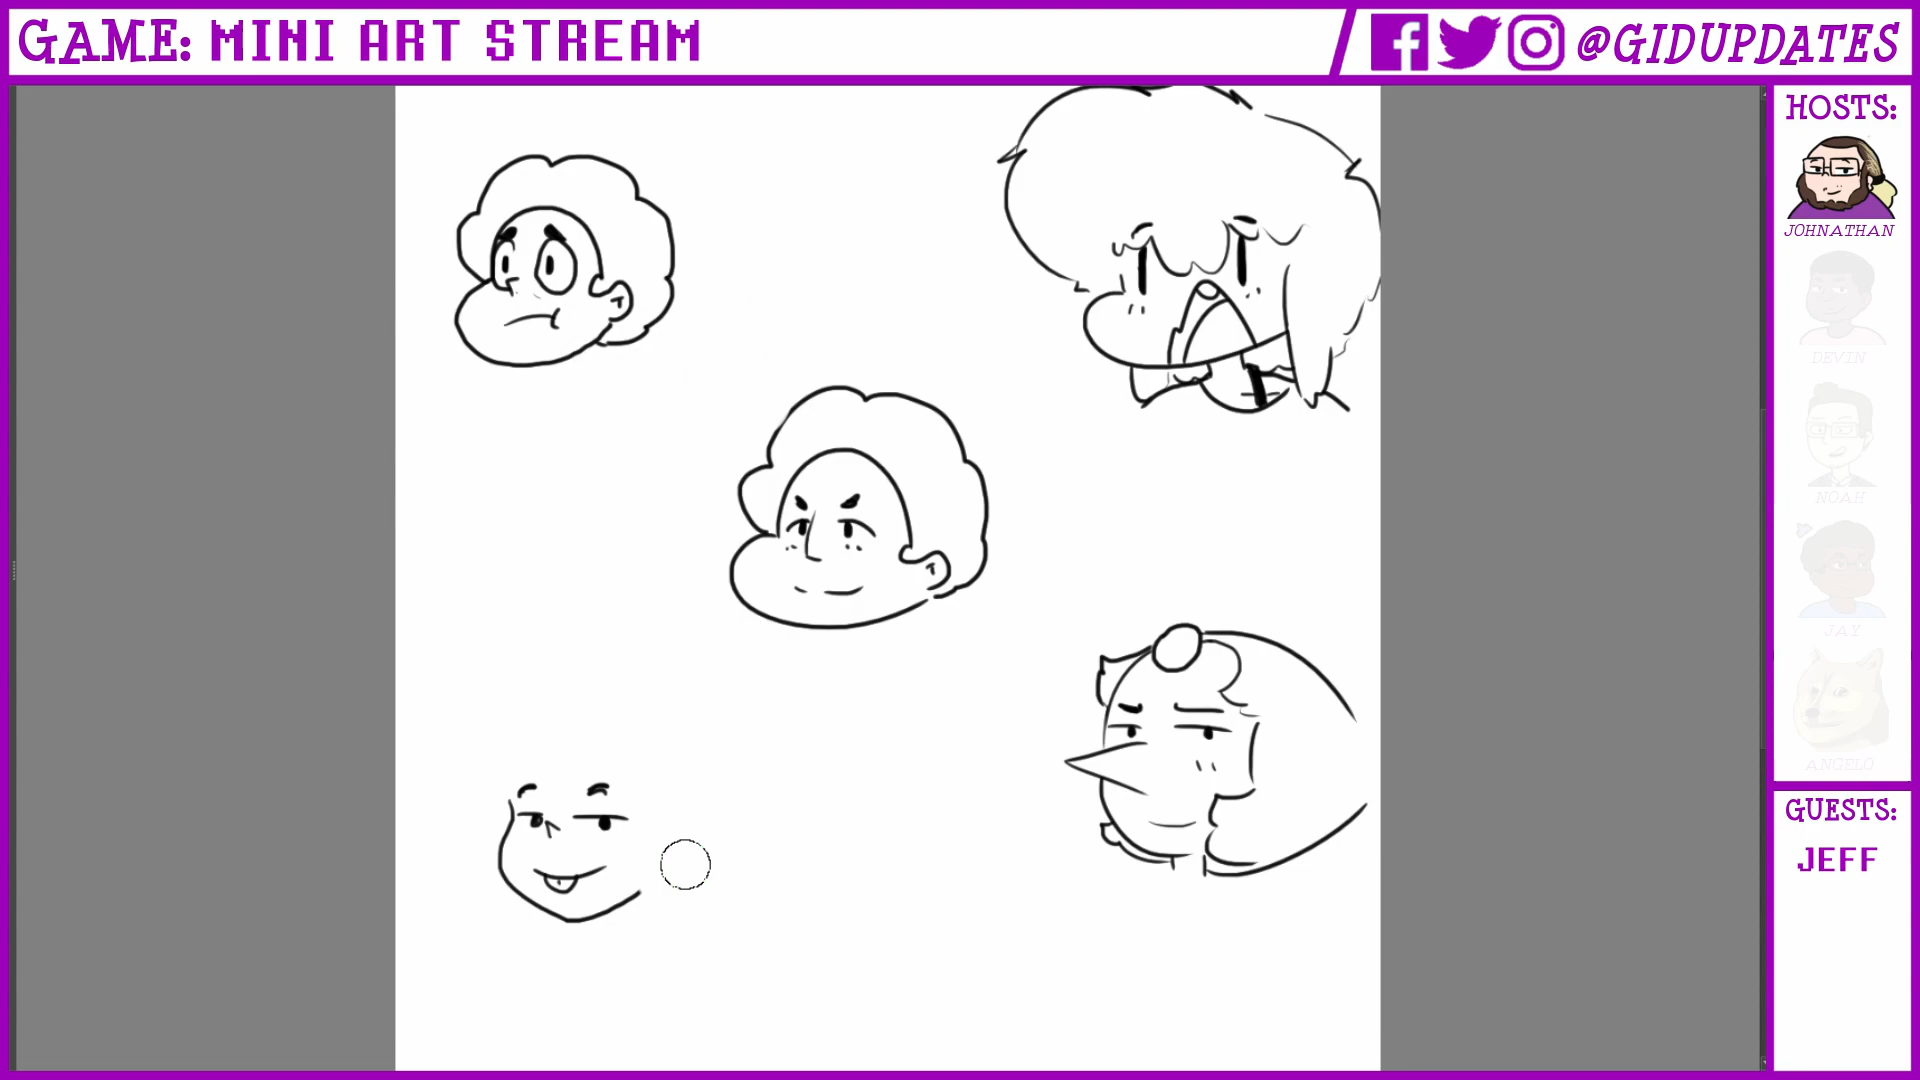 GAME: MINI ART STREAM
@GIDUPDATES
HOSTS:
JOHNATHAN
DEVIN
NOAH
JAY
ANGELO
GUESTS:
JEFF